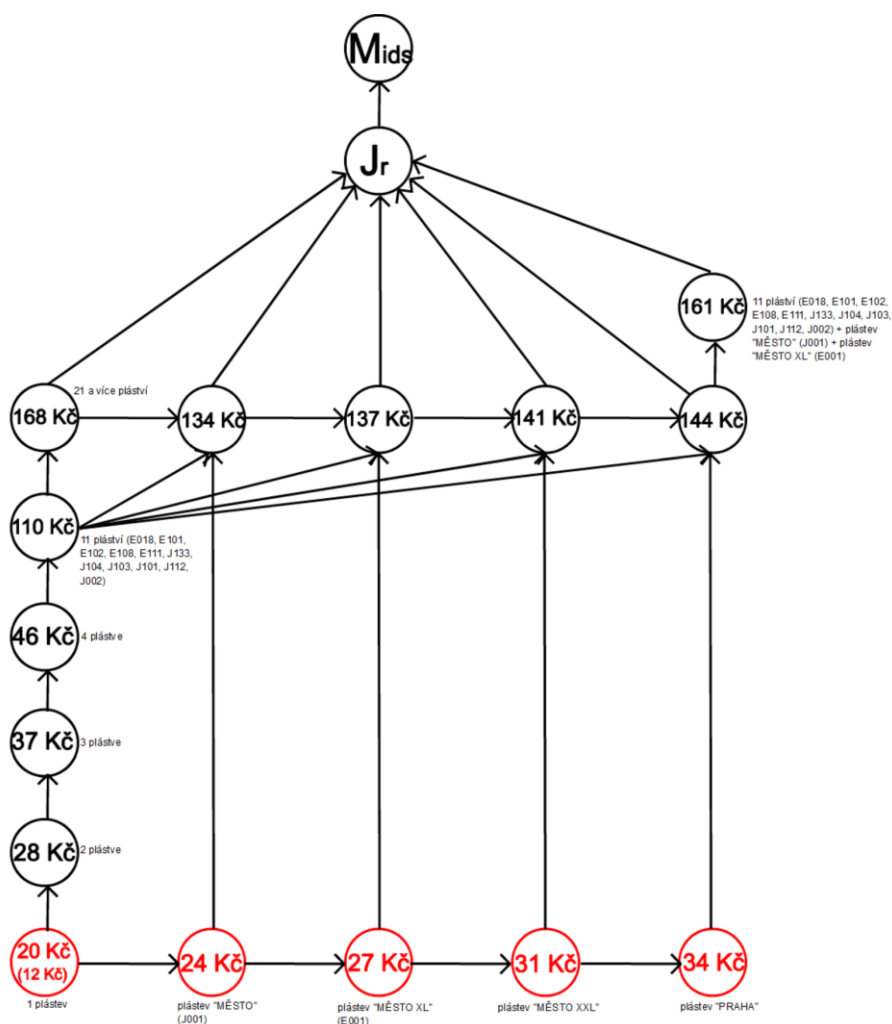 Mids
Jr
161 Kč
11 pláství (E018, E101, E102,
E108, E111, J133, J104, J103,
J101, J112, J002) + plástev
"MĚSTO" (J001) + plástev
"MĚSTO XL" (E001)
21 a více pláství
168 Kč
134 Kč
137 Kč
141 Kč
144 Kč
110 Kč
11 pláství (E018, E101,
E102, E108, E111, J133,
J104, J103, J101, J112,
J002)
46 Kč
4 plástve
37 Kč
3 plástve
28 Kč
2 plástve
20 Kč
(12 Kč)
1 plástev
24 Kč
plástev "MĚSTO"
(J001)
27 Kč
plástev "MĚSTO XL"
(E001)
31 Kč
plástev "MĚSTO XXL"
34 Kč
plástev "PRAHA"